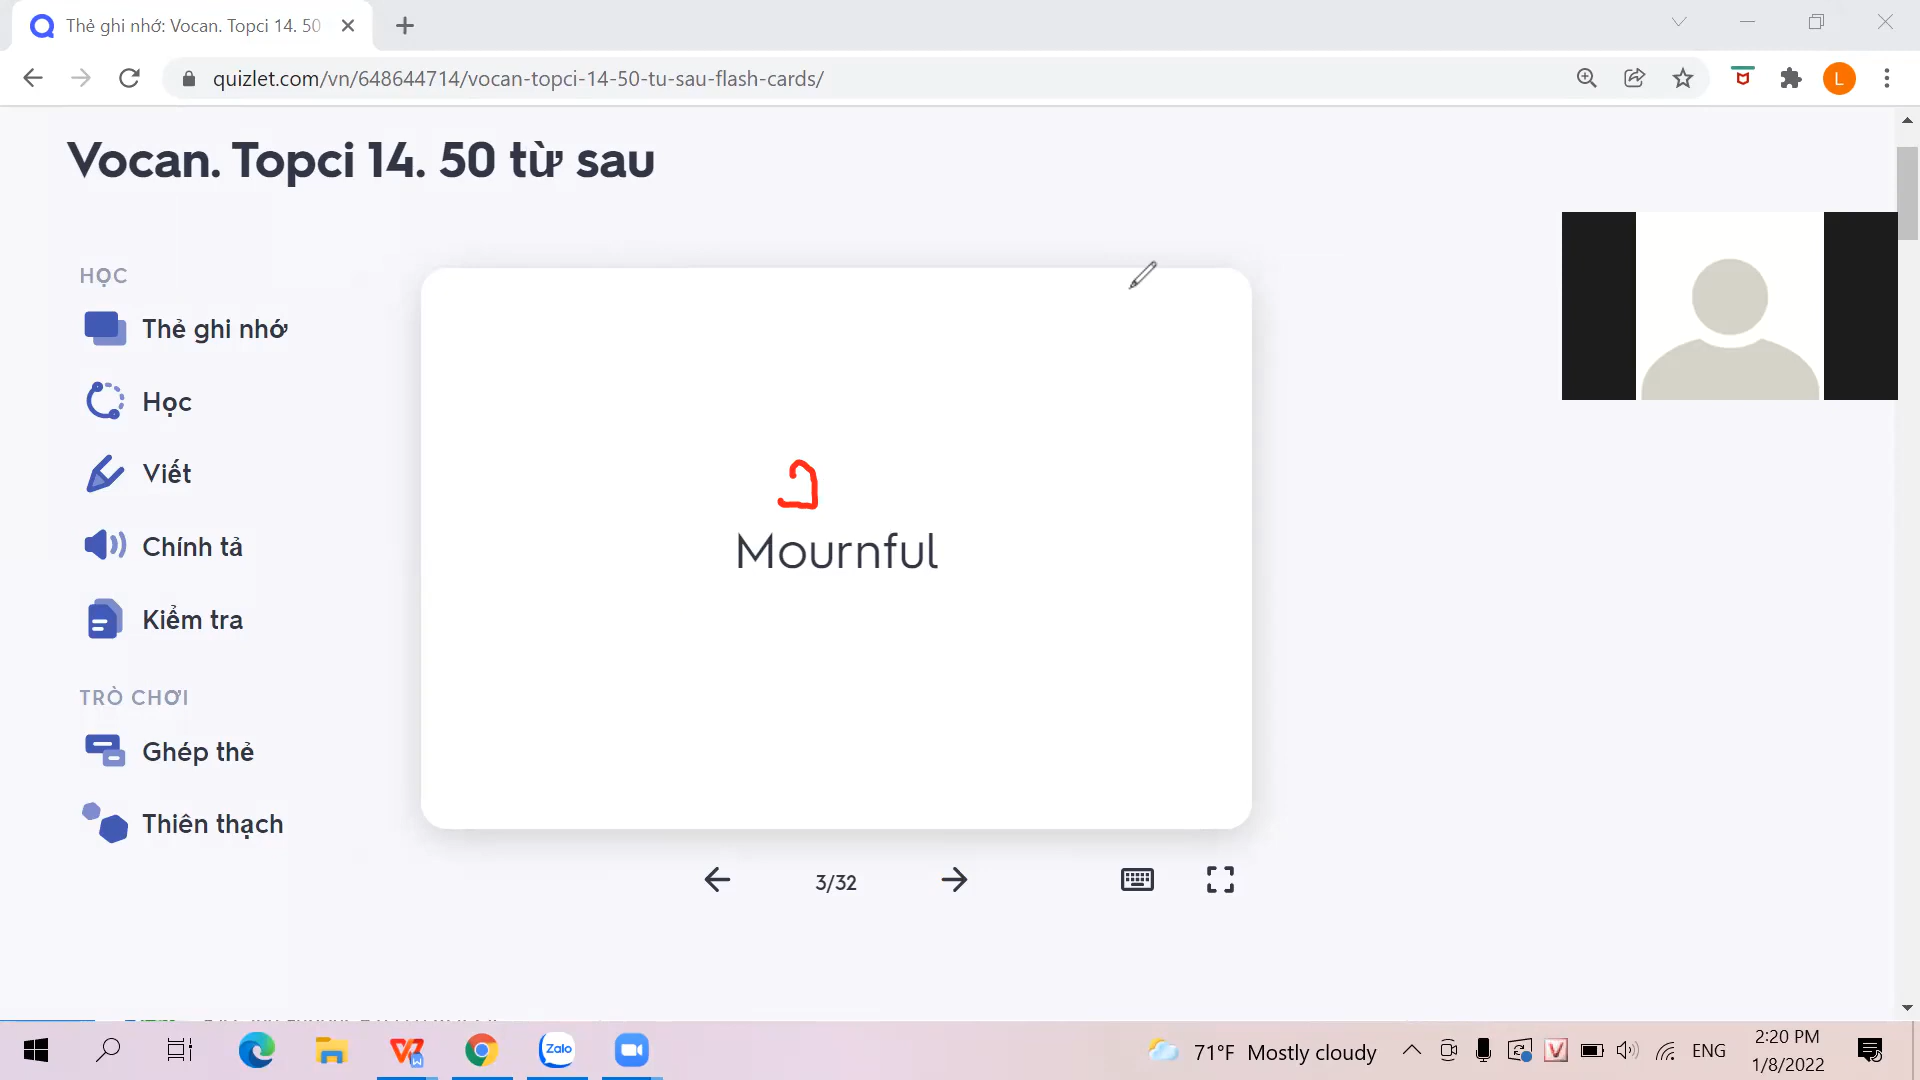 Thẻ ghi nhớ: Vocan. Topci 14. 50
quizlet.com/vn/648644714/vocan-topci-14-50-tu-sau-flash-cards/
L
Vocan. Topci 14. 50 từ sau
HỌC
Thẻ ghi nhớ
Học
Viết
Chính tả
Kiểm tra
TRÒ CHƠI
Ghép thẻ
Thiên thạch
Mournful
3/32
Zalo
71°F Mostly cloudy
ENG
2:20 PM
1/8/2022